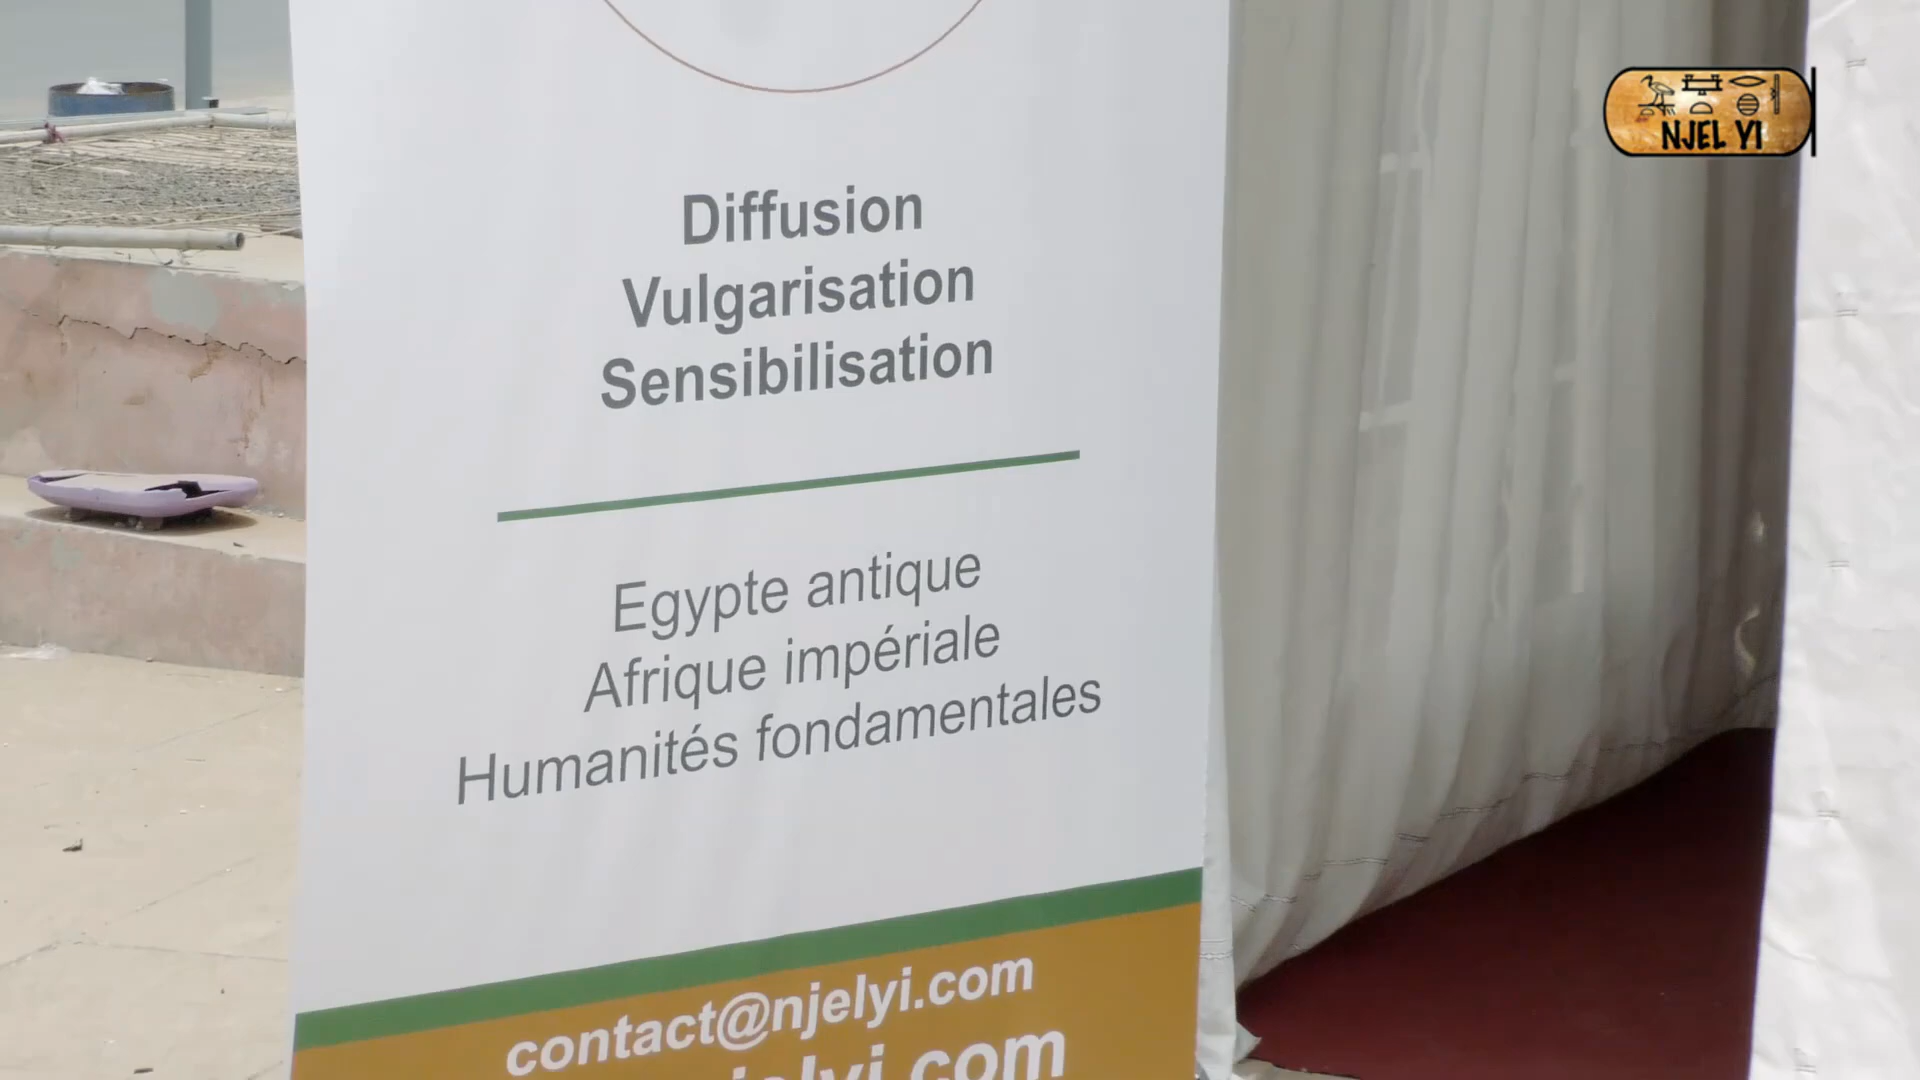 NJEL YI
Diffusion
Vulgarisation
Sensibilisation
Egypte antique
Afrique impériale
Humanités fondamentales
contact@njelyi.com